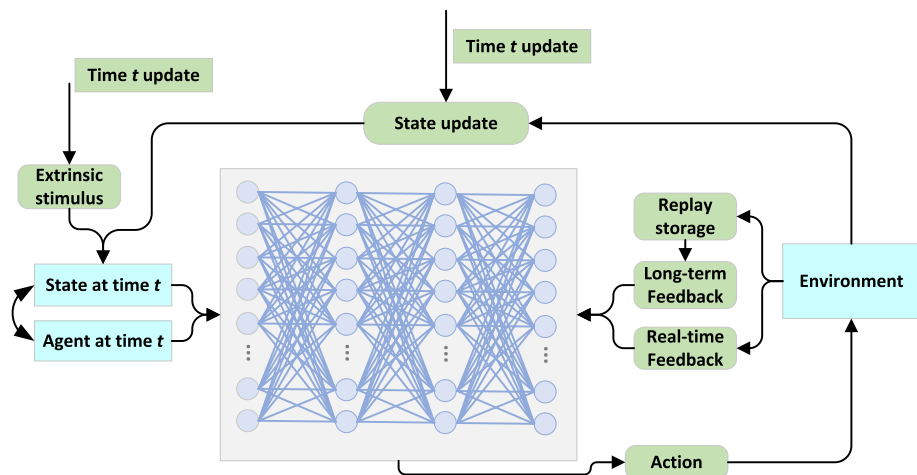 Time t update
Time t update
State update
Extrinsic
stimulus
Replay
storage
State at time t
Long-term
Feedback
Environment
Agent at time t
Real-time
Feedback
Action